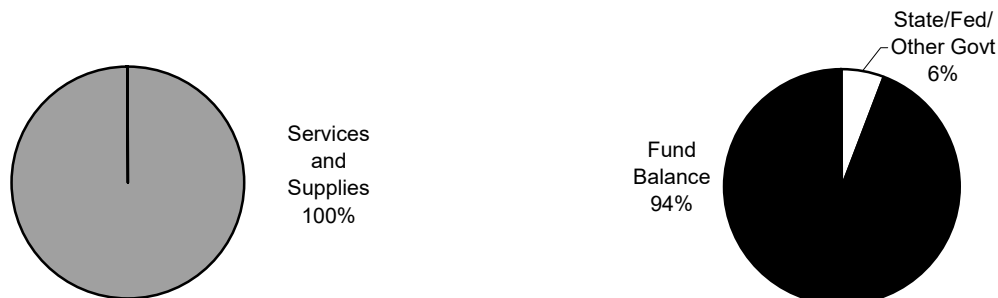 State/Fed/
Other Govt
6%
Services
and
Supplies
100%
Fund
Balance
94%